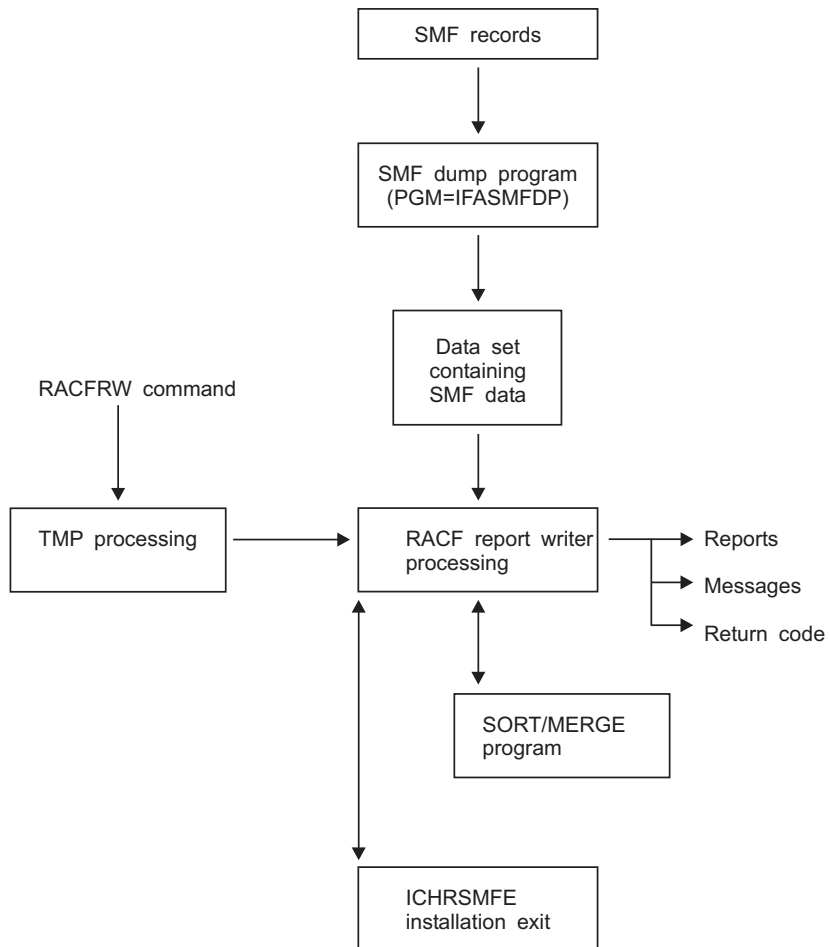 SMF records
SMF dump program
(PGM=IFASMFDP)
Data set
containing
SMF data
RACFRW command
TMP processing
RACF report writer
processing
Reports
Messages
Return code
SORT/MERGE
program
ICHRSMFE
installation exit